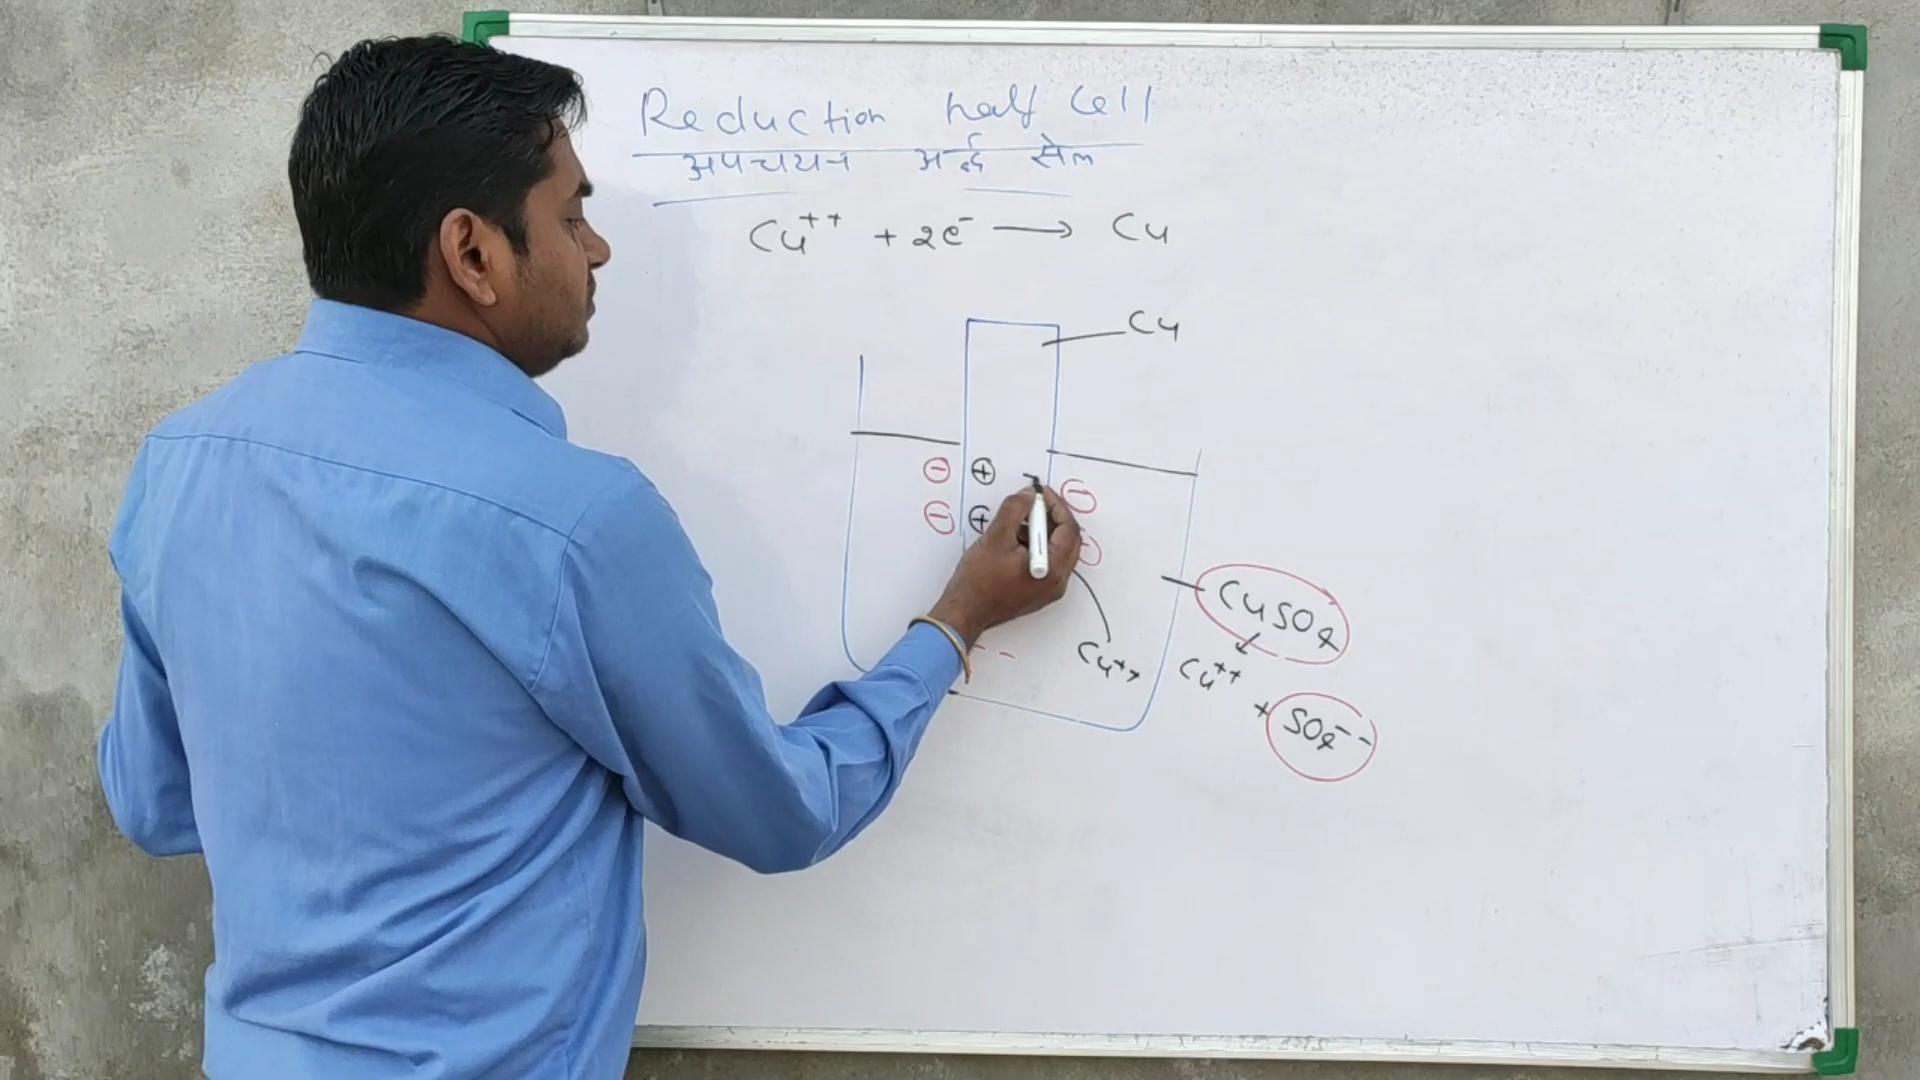 Reduction half Cell
अपचयन अर्द्ध सेल
Cu++ + 2e- → Cu
Cu
⊖ ⊕ ⊖
⊖ ⊕
CuSO4
Cu++
Cu++
+ SO4--
- -